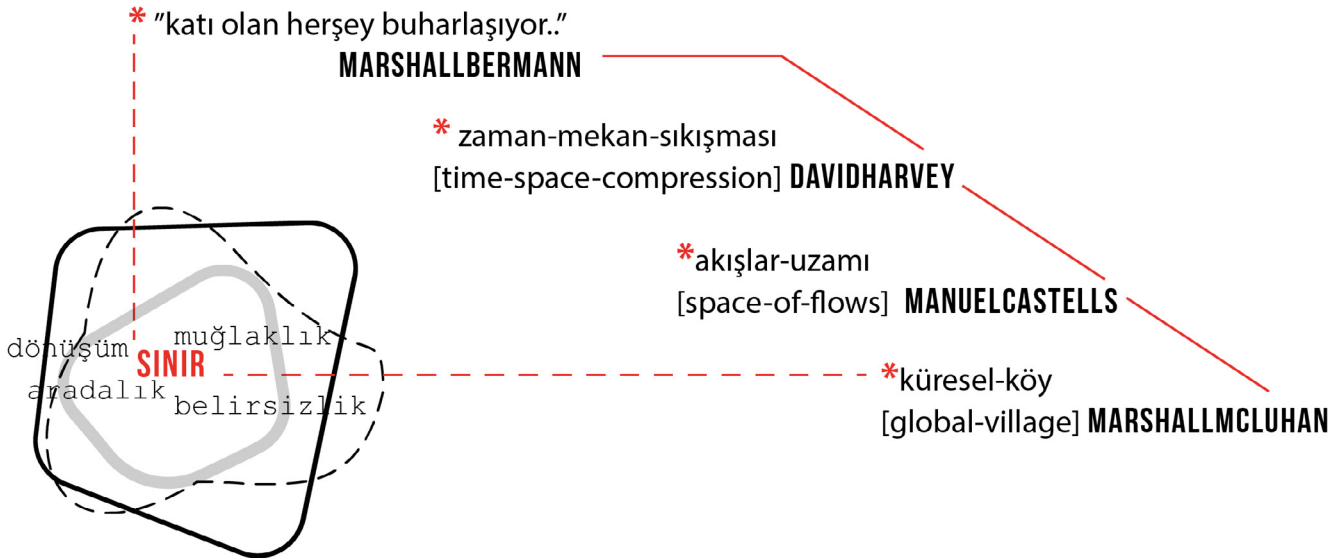 * "katı olan herşey buharlaşıyor.."
MARSHALLBERMANN
* zaman-mekan-sıkışması
[time-space-compression] DAVIDHARVEY
*akışlar-uzamı
[space-of-flows] MANUELCASTELLS
*küresel-köy
[global-village] MARSHALLMCLUHAN
dönüşüm muğlaklık
SINIR
aradalık belirsizlik